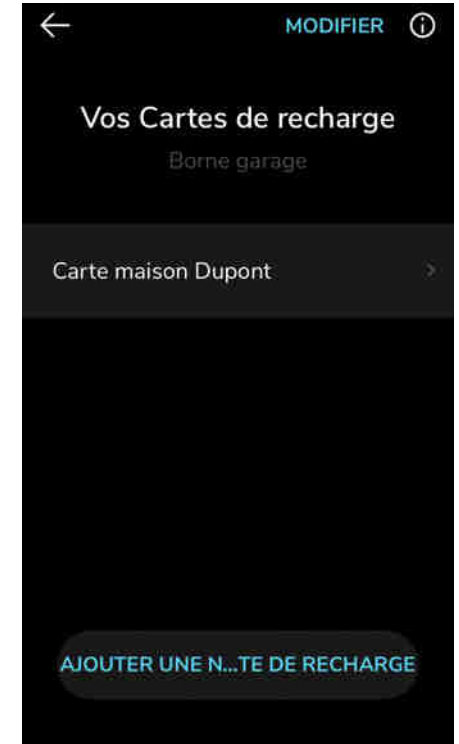 MODIFIER
Vos Cartes de recharge
Borne garage
Carte maison Dupont
AJOUTER UNE N...TE DE RECHARGE